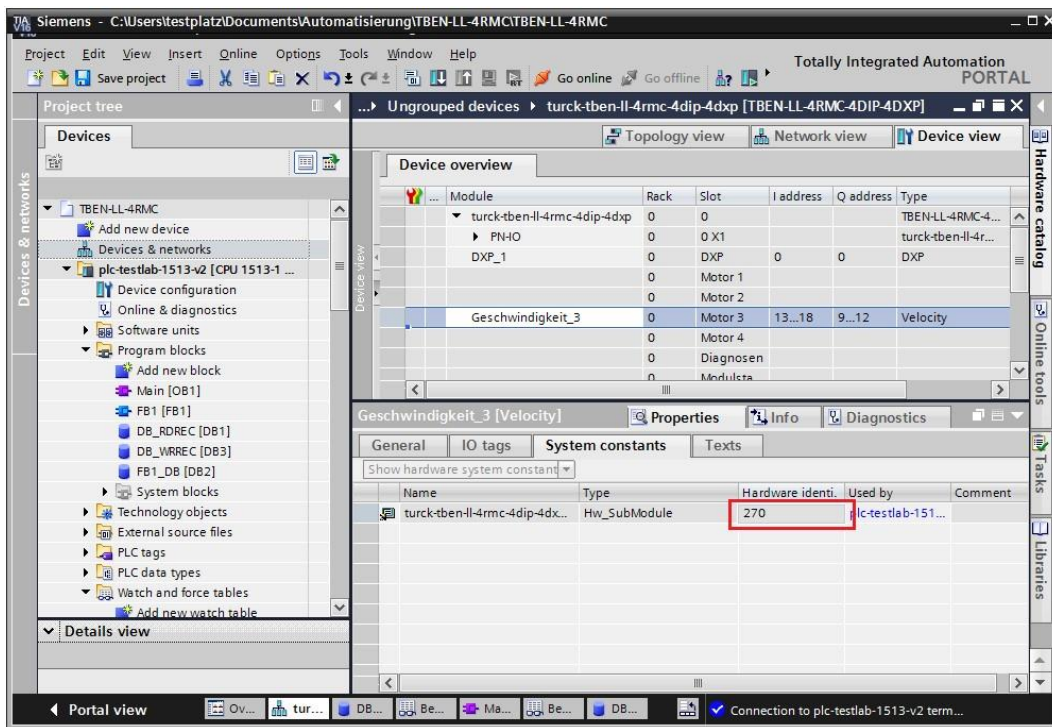 Siemens - C:\Users\testplatz\Documents\Automatisierung\TBEN-LL-4RMC\TBEN-LL-4RMC
Project Edit View Insert Online Options Tools Window Help
Totally Integrated Automation
PORTAL
Save project Go online Go offline
Project tree
...▸ Ungrouped devices ▸ turck-tben-ll-4rmc-4dip-4dxp [TBEN-LL-4RMC-4DIP-4DXP]
Devices
Topology view Network view Device view
Device overview
... Module Rack Slot I address Q address Type
turck-tben-ll-4rmc-4dip-4dxp 0 0 TBEN-LL-4RMC-4...
PN-IO 0 0 X1 turck-tben-ll-4r...
DXP_1 0 DXP 0 0 DXP
0 Motor 1
0 Motor 2
Geschwindigkeit_3 0 Motor 3 13...18 9...12 Velocity
0 Motor 4
0 Diagnosen
0 Modulsta
TBEN-LL-4RMC
Add new device
Devices & networks
plc-testlab-1513-v2 [CPU 1513-1 ...
Device configuration
Online & diagnostics
Software units
Program blocks
Add new block
Main [OB1]
FB1 [FB1]
DB_RDREC [DB1]
DB_WRREC [DB3]
FB1_DB [DB2]
System blocks
Technology objects
External source files
PLC tags
PLC data types
Watch and force tables
Add new watch table
Details view
Geschwindigkeit_3 [Velocity]
Properties Info Diagnostics
General IO tags System constants Texts
Show hardware system constant
Name Type Hardware identi. Used by Comment
turck-tben-ll-4rmc-4dip-4dx... Hw_SubModule 270 plc-testlab-151...
Devices & networks
Device view
Hardware catalog
Online tools
Tasks
Libraries
Portal view Ov... tur... DB... Be... Ma... Be... DB... Connection to plc-testlab-1513-v2 term...